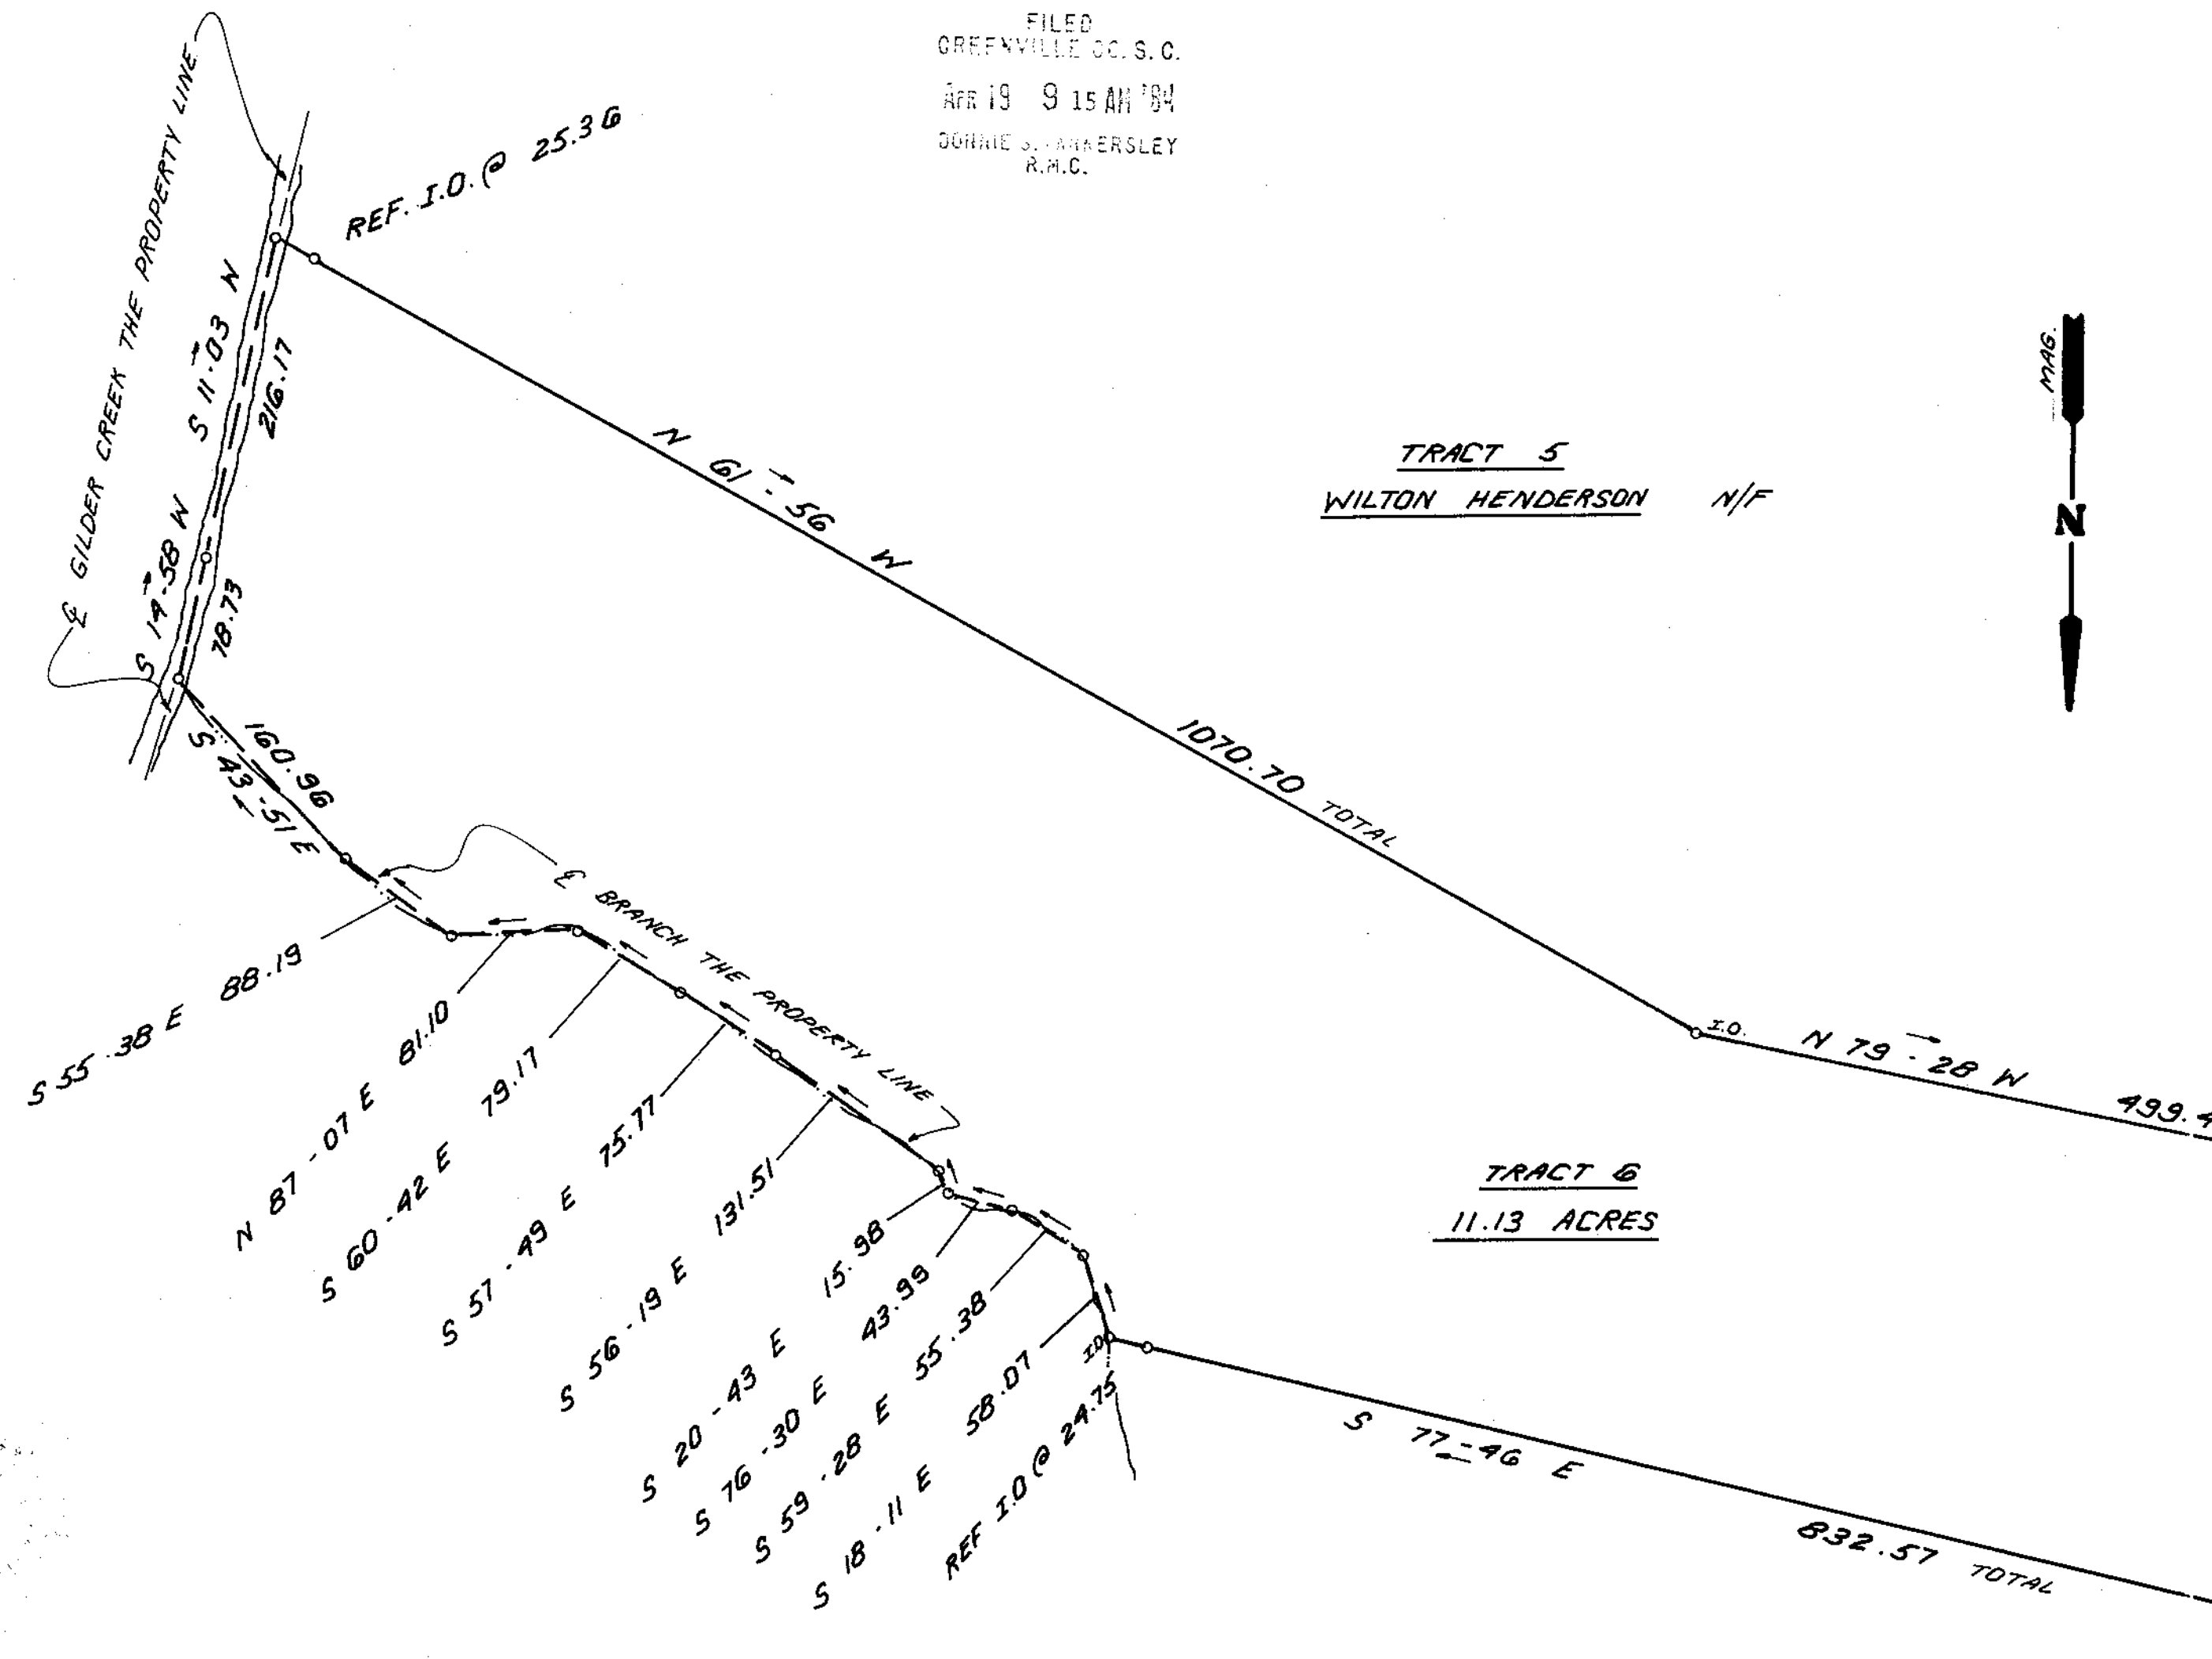 FILED
GREENVILLE CO. S. C.
APR 19 9 15 AM '84
DONNIE S. TANKERSLEY
R.M.C.
℄ GILDER CREEK THE PROPERTY LINE
REF. I.O. @ 25.36
S 11-03 W
216.17
S 14-58 W
78.73
N 61-56 W
1070.70 TOTAL
TRACT 5
WILTON HENDERSON N/F
MAG.
N
160.96
S 43-51 E
℄ BRANCH THE PROPERTY LINE
S 55-38 E 88.19
N 87-07 E 81.10
S 60-42 E 79.17
S 57-49 E 75.77
S 56-19 E 131.51
S 20-43 E 15.98
S 76-30 E 43.99
S 59-28 E 55.38
S 18-11 E 58.07
REF I.O @ 24.75
I.O
I.O.
N 79-28 W
499.4
TRACT 6
11.13 ACRES
S 77-46 E
832.57 TOTAL